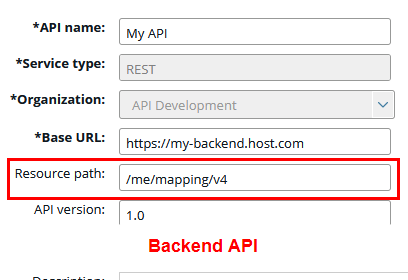 *API name: My API
*Service type: REST
*Organization: API Development
*Base URL: https://my-backend.host.com
Resource path: /me/mapping/v4
API version: 1.0
Backend API